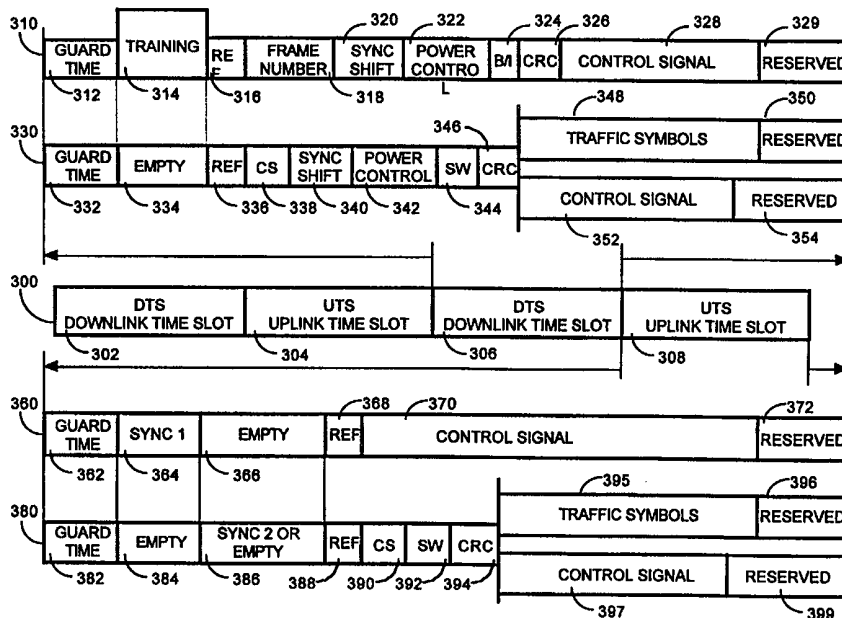 320 322 324 326 328 329
310
GUARD TIME TRAINING RE F FRAME NUMBER SYNC SHIFT POWER CONTRO L B/I CRC CONTROL SIGNAL RESERVED
312 314 316 318
346 348 350
330
TRAFFIC SYMBOLS RESERVED
GUARD TIME EMPTY REF CS SYNC SHIFT POWER CONTROL SW CRC
332 334 336 338 340 342 344
CONTROL SIGNAL RESERVED
352 354
300
DTS DOWNLINK TIME SLOT UTS UPLINK TIME SLOT DTS DOWNLINK TIME SLOT UTS UPLINK TIME SLOT
302 304 306 308
368 370 372
360
GUARD TIME SYNC 1 EMPTY REF CONTROL SIGNAL RESERVED
362 364 366
395 396
380
TRAFFIC SYMBOLS RESERVED
GUARD TIME EMPTY SYNC 2 OR EMPTY REF CS SW CRC
382 384 386 388 390 392 394
CONTROL SIGNAL RESERVED
397 399